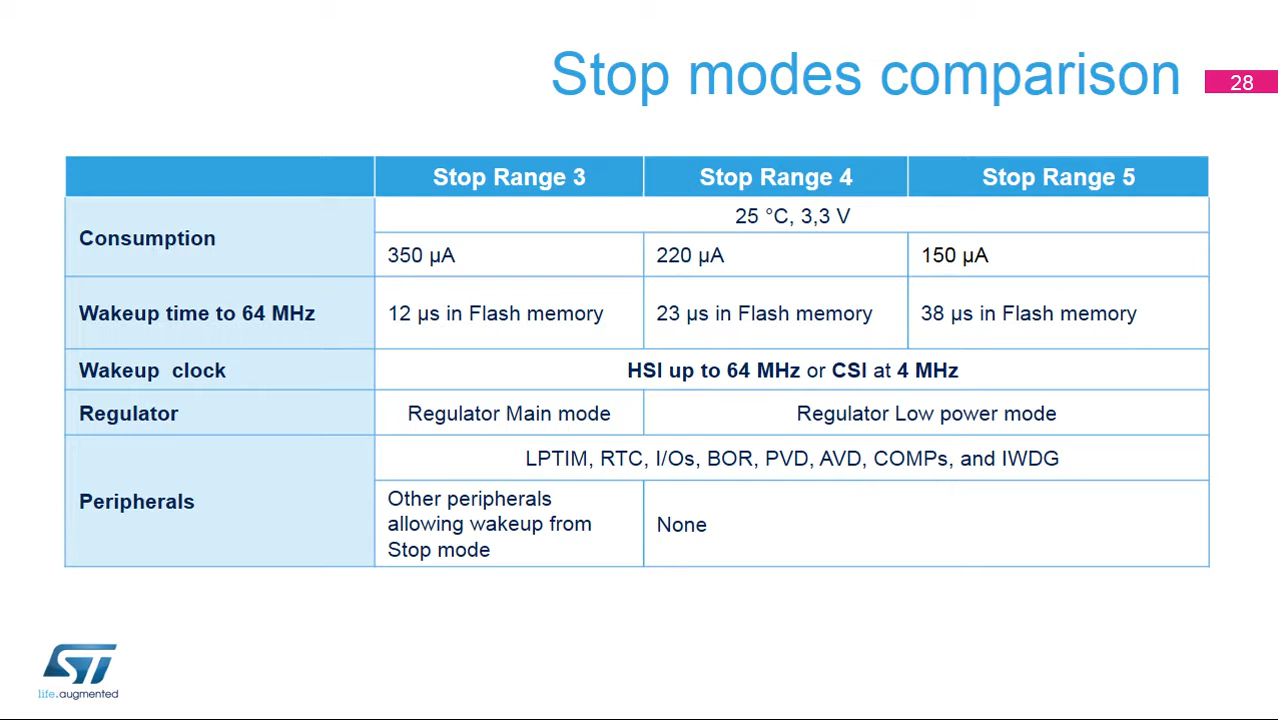 Stop modes comparison
28
Stop Range 3
Stop Range 4
Stop Range 5
Consumption
25 °C, 3,3 V
350 µA
220 µA
150 µA
Wakeup time to 64 MHz
12 µs in Flash memory
23 µs in Flash memory
38 µs in Flash memory
Wakeup clock
HSI up to 64 MHz or CSI at 4 MHz
Regulator
Regulator Main mode
Regulator Low power mode
Peripherals
LPTIM, RTC, I/Os, BOR, PVD, AVD, COMPs, and IWDG
Other peripherals
allowing wakeup from
Stop mode
None
ST
life.augmented